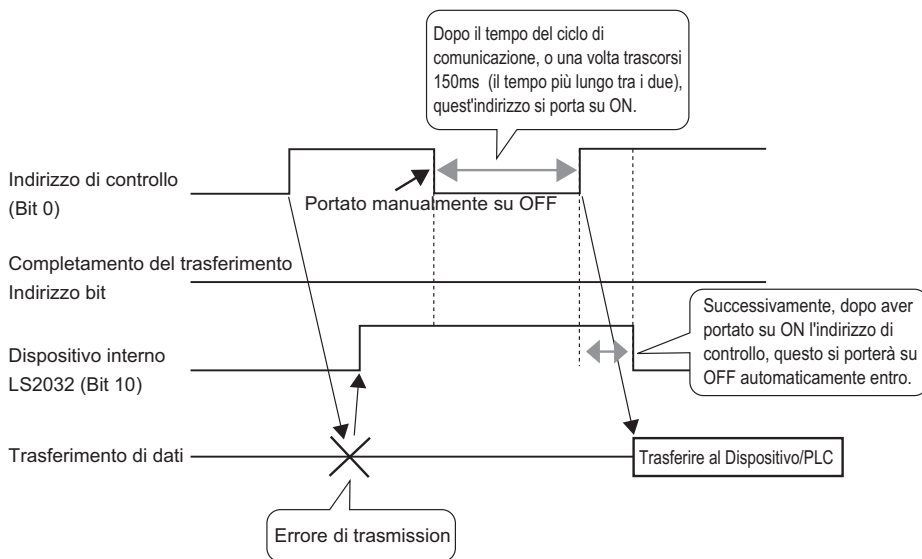 Dopo il tempo del ciclo di
comunicazione, o una volta trascorsi
150ms (il tempo più lungo tra i due),
quest'indirizzo si porta su ON.
Indirizzo di controllo
(Bit 0)
Portato manualmente su OFF
Completamento del trasferimento
Indirizzo bit
Successivamente, dopo aver
portato su ON l'indirizzo di
controllo, questo si porterà su
OFF automaticamente entro.
Dispositivo interno
LS2032 (Bit 10)
Trasferimento di dati
Trasferire al Dispositivo/PLC
Errore di trasmission